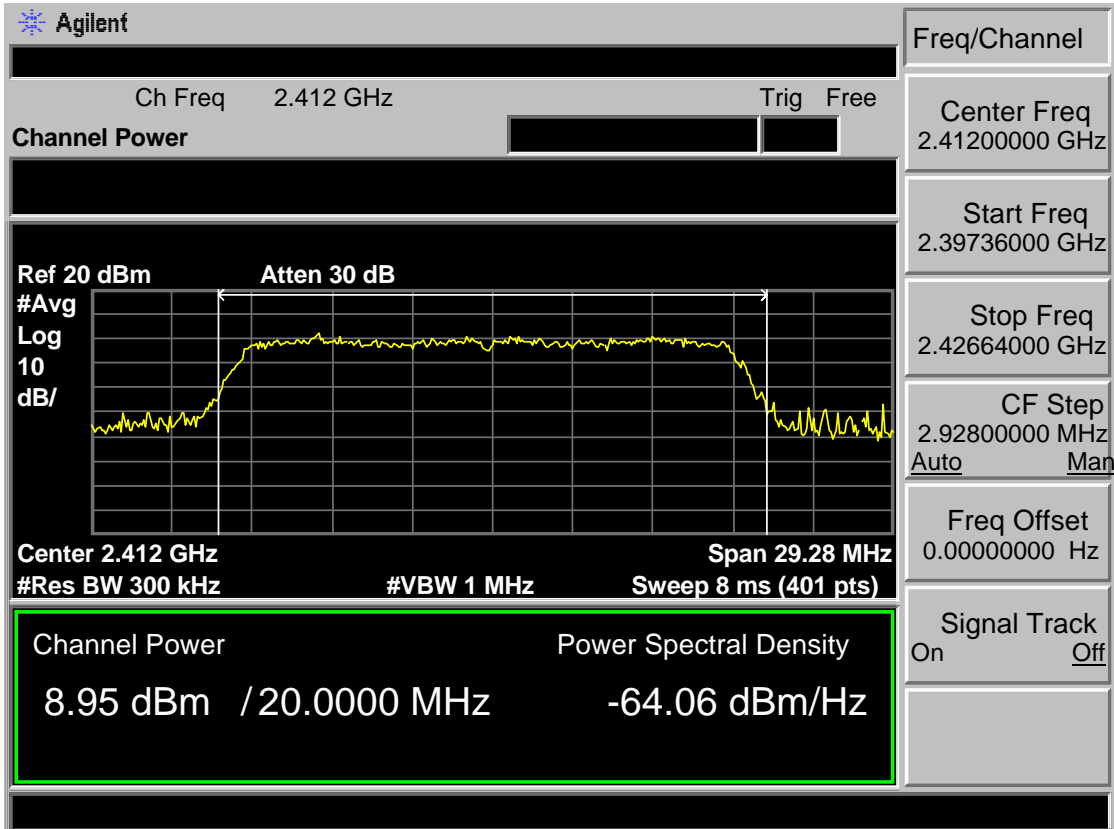 Agilent
Freq/Channel
Ch Freq 2.412 GHz Trig Free
Channel Power
Center Freq
2.41200000 GHz
Start Freq
2.39736000 GHz
Stop Freq
2.42664000 GHz
CF Step
2.92800000 MHz
Auto Man
Freq Offset
0.00000000 Hz
Signal Track
On Off
Ref 20 dBm Atten 30 dB
#Avg
Log
10
dB/
Center 2.412 GHz Span 29.28 MHz
#Res BW 300 kHz #VBW 1 MHz Sweep 8 ms (401 pts)
Channel Power Power Spectral Density
8.95 dBm / 20.0000 MHz -64.06 dBm/Hz